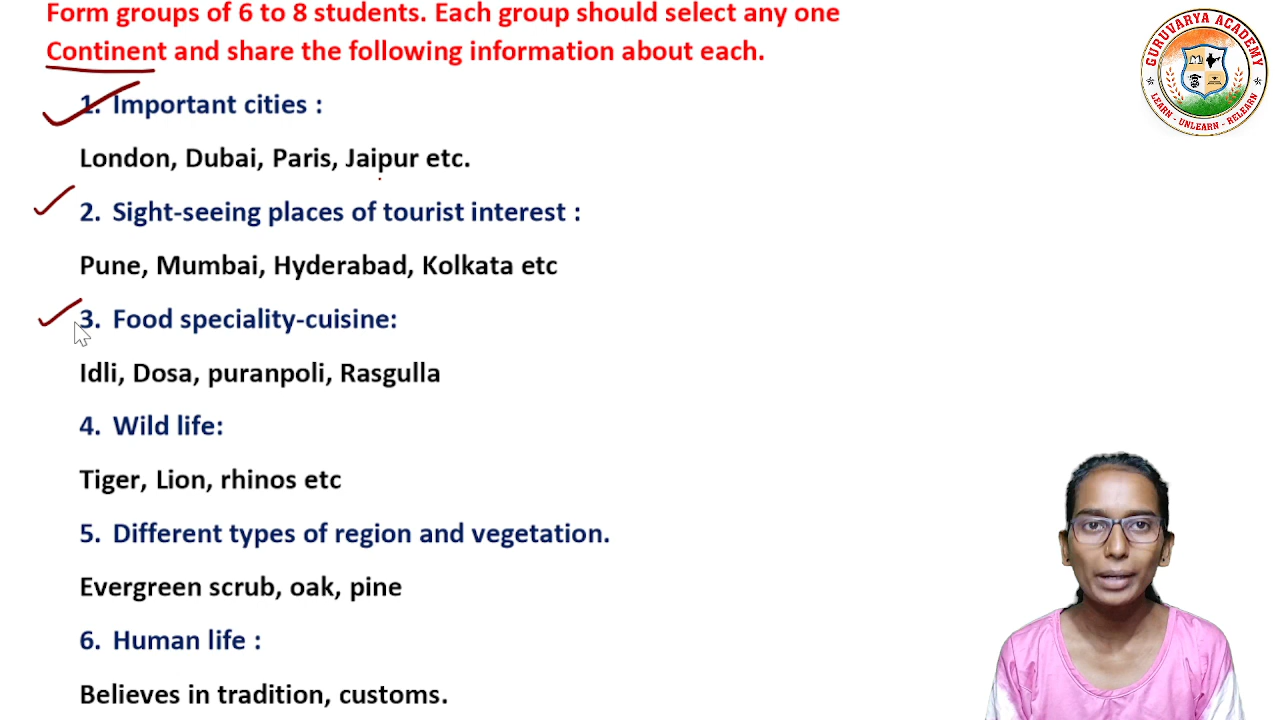 Form groups of 6 to 8 students. Each group should select any one
Continent and share the following information about each.
1. Important cities :
London, Dubai, Paris, Jaipur etc.
2. Sight-seeing places of tourist interest :
Pune, Mumbai, Hyderabad, Kolkata etc
3. Food speciality-cuisine:
Idli, Dosa, puranpoli, Rasgulla
4. Wild life:
Tiger, Lion, rhinos etc
5. Different types of region and vegetation.
Evergreen scrub, oak, pine
6. Human life :
Believes in tradition, customs.
GURUVARYA ACADEMY
LEARN - UNLEARN - RELEARN